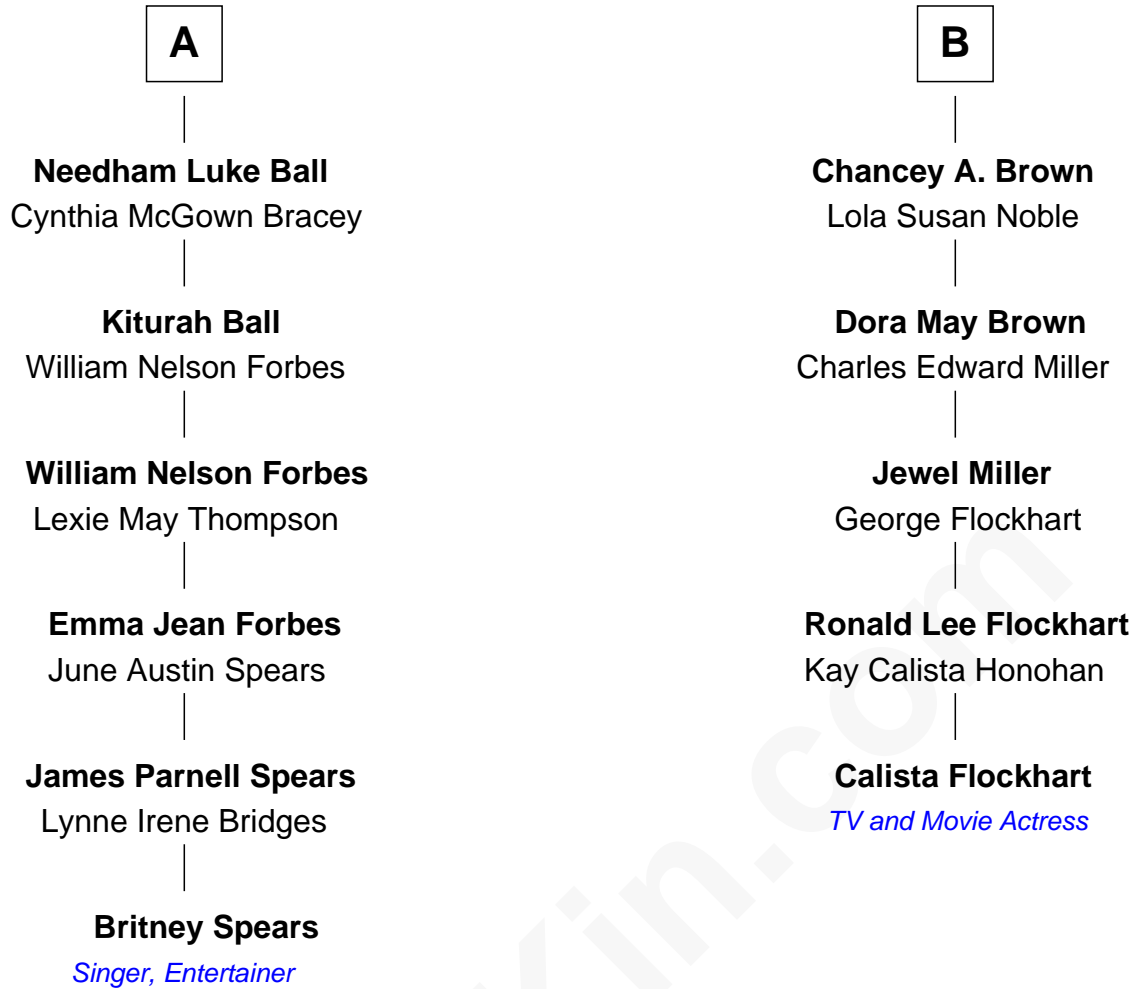 A
Needham Luke Ball
Cynthia McGown Bracey
Kiturah Ball
William Nelson Forbes
William Nelson Forbes
Lexie May Thompson
Emma Jean Forbes
June Austin Spears
James Parnell Spears
Lynne Irene Bridges
Britney Spears
Singer, Entertainer
B
Chancey A. Brown
Lola Susan Noble
Dora May Brown
Charles Edward Miller
Jewel Miller
George Flockhart
Ronald Lee Flockhart
Kay Calista Honohan
Calista Flockhart
TV and Movie Actress
Kin.com